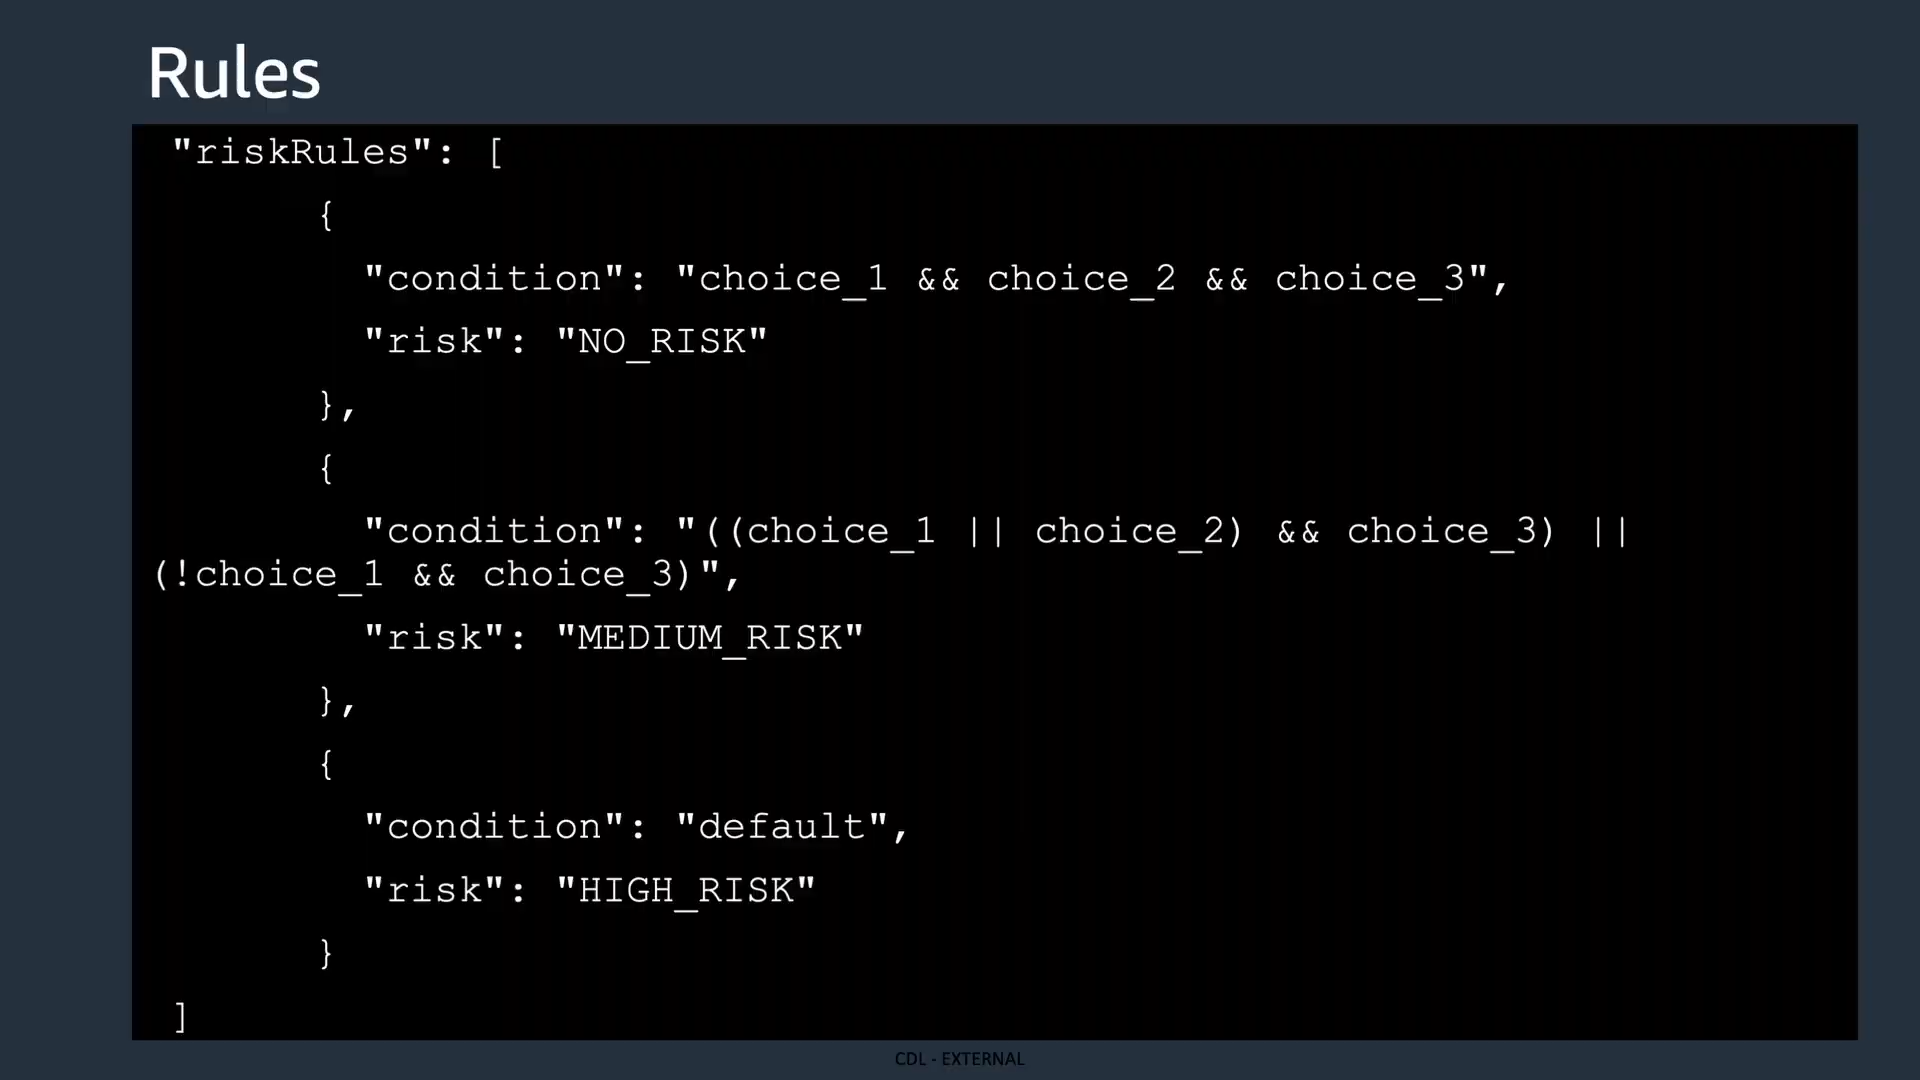 Rules
"riskRules": [
{
"condition": "choice_1 && choice_2 && choice_3",
"risk": "NO_RISK"
},
{
"condition": "((choice_1 || choice_2) && choice_3) ||
(!choice_1 && choice_3)",
"risk": "MEDIUM_RISK"
},
{
"condition": "default",
"risk": "HIGH_RISK"
}
]
CDL - EXTERNAL